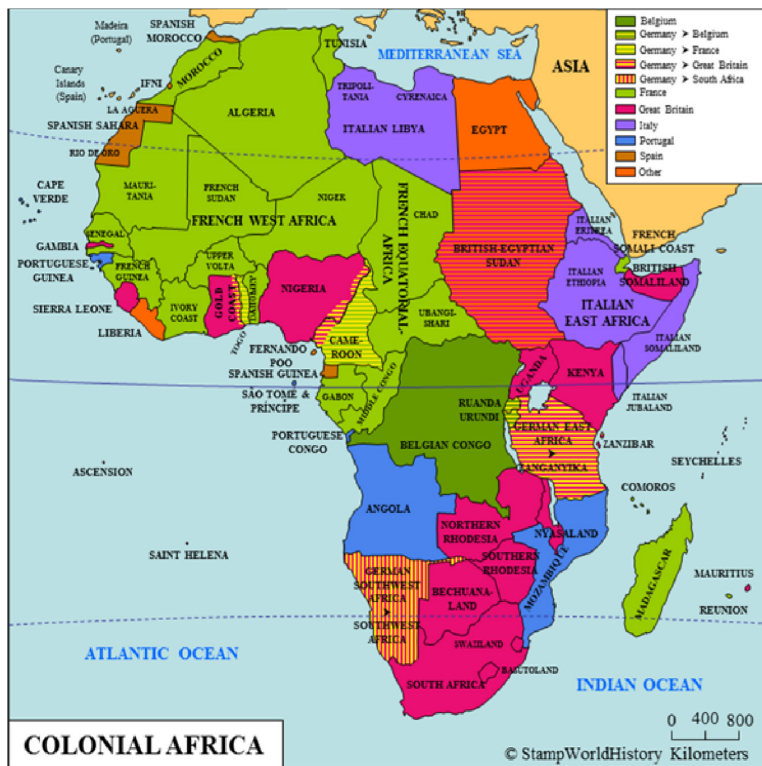 Madeira
(Portugal)
SPANISH
MOROCCO
TUNISIA
MEDITERRANEAN SEA
ASIA
Belgium
Germany ➤ Belgium
Germany ➤ France
Germany ➤ Great Britain
Germany ➤ South Africa
France
Great Britain
Italy
Portugal
Spain
Other
Canary
Islands
(Spain)
IFNI
MOROCCO
LA AGUERA
SPANISH SAHARA
RIO DE ORO
ALGERIA
TRIPOLI-
TANIA
CYRENAICA
ITALIAN LIBYA
EGYPT
CAPE
VERDE
MAURI-
TANIA
FRENCH
SUDAN
NIGER
FRENCH WEST AFRICA
CHAD
FRENCH EQUATORIAL-
AFRICA
BRITISH-EGYPTIAN
SUDAN
ITALIAN
ERITREA
FRENCH
SOMALI COAST
BRITISH
SOMALILAND
ITALIAN
ETHIOPIA
ITALIAN
EAST AFRICA
ITALIAN
SOMALILAND
SENEGAL
GAMBIA
PORTUGUESE
GUINEA
FRENCH
GUINEA
UPPER
VOLTA
SIERRA LEONE
LIBERIA
IVORY
COAST
GOLD
COAST
TOGO
DAHOMEY
NIGERIA
CAME-
ROON
UBANGI-
SHARI
FERNANDO
POO
SPANISH GUINEA
SÃO TOMÉ &
PRÍNCIPE
GABON
MIDDLE CONGO
PORTUGUESE
CONGO
BELGIAN CONGO
UGANDA
KENYA
RUANDA
URUNDI
ITALIAN
JUBALAND
GERMAN EAST
AFRICA
➤
TANGANYIKA
ZANZIBAR
SEYCHELLES
COMOROS
ASCENSION
ANGOLA
NORTHERN
RHODESIA
NYASALAND
SOUTHERN
RHODESIA
MOZAMBIQUE
MADAGASCAR
MAURITIUS
REUNION
SAINT HELENA
GERMAN
SOUTHWEST
AFRICA
➤
SOUTHWEST
AFRICA
BECHUANA-
LAND
SWAZILAND
BASUTOLAND
SOUTH AFRICA
ATLANTIC OCEAN
INDIAN OCEAN
COLONIAL AFRICA
0 400 800
© StampWorldHistory Kilometers